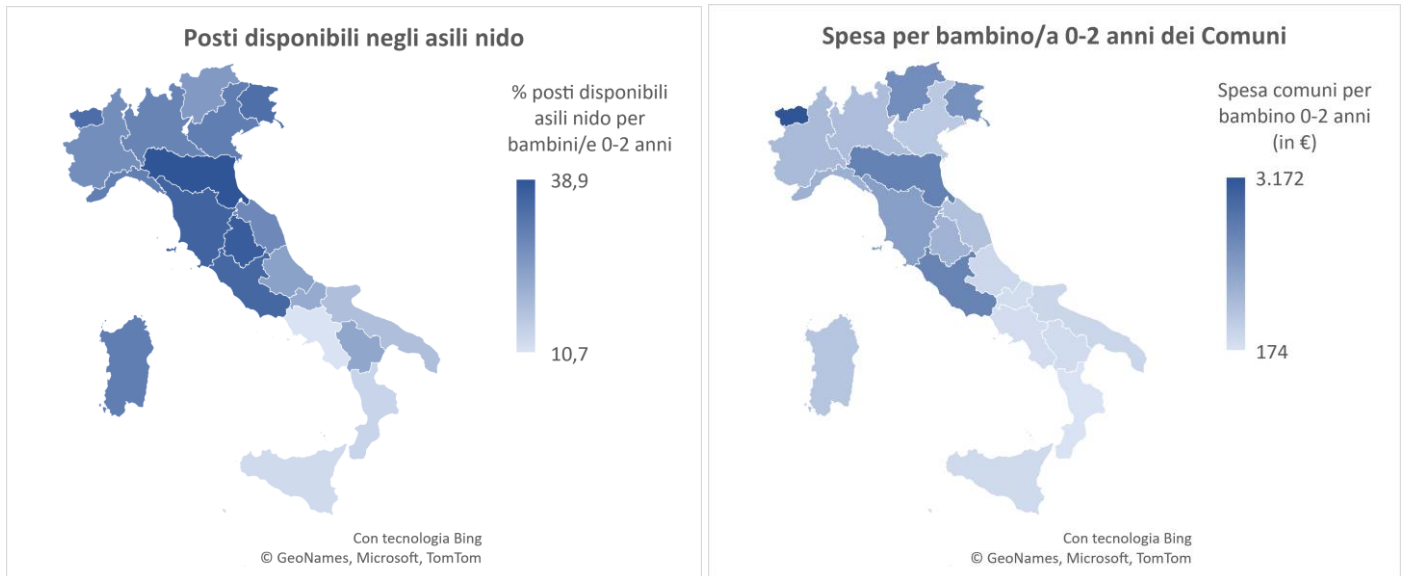 Posti disponibili negli asili nido
% posti disponibili
asili nido per
bambini/e 0-2 anni
38,9
10,7
Con tecnologia Bing
© GeoNames, Microsoft, TomTom
Spesa per bambino/a 0-2 anni dei Comuni
Spesa comuni per
bambino 0-2 anni
(in €)
3.172
174
Con tecnologia Bing
© GeoNames, Microsoft, TomTom